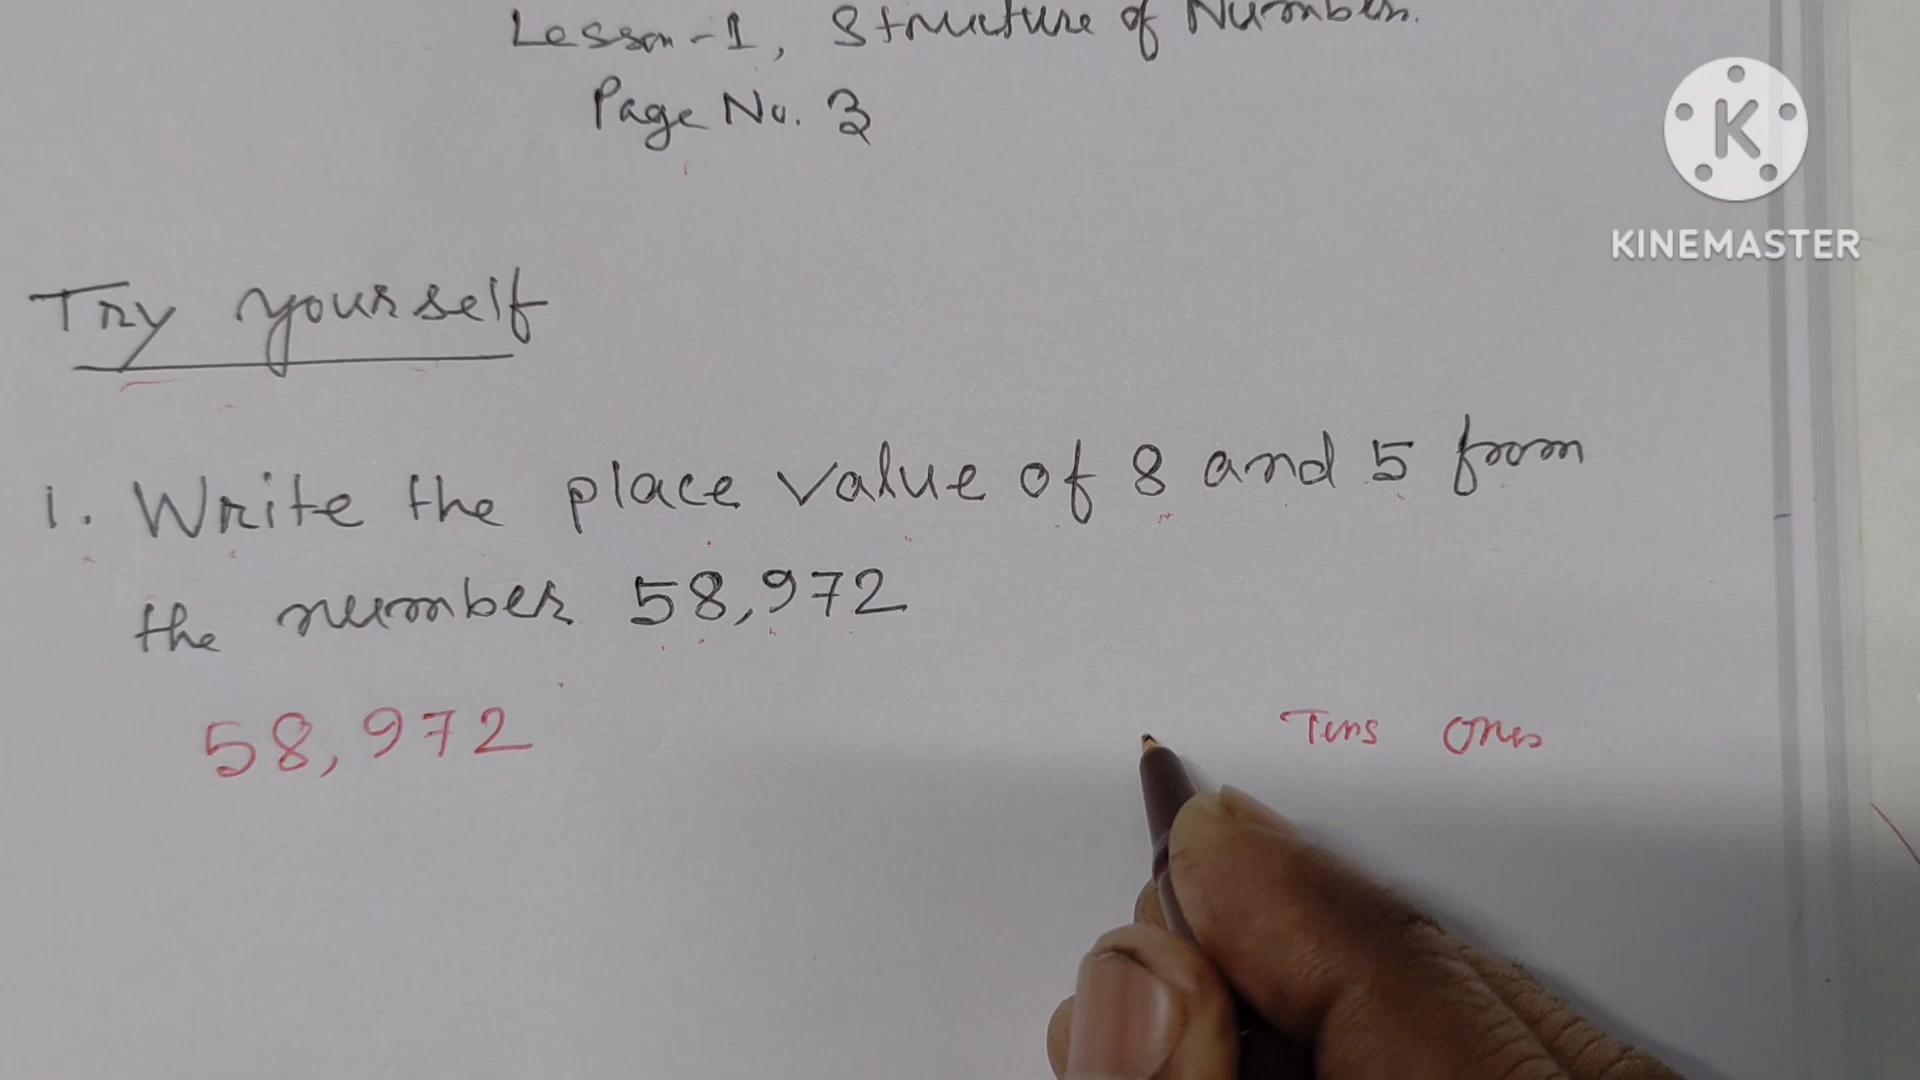 Lesson-1, Structure of Number.
Page No. 3
K
KINEMASTER
Try yourself
1. Write the place value of 8 and 5 from
the number 58,972
58,972
Tens Ones